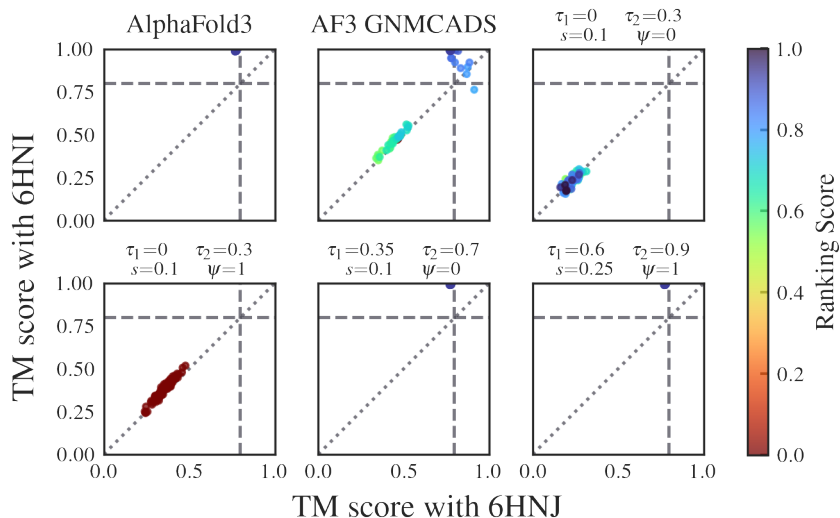 AlphaFold3
AF3 GNMCADS
τ₁=0 τ₂=0.3
s=0.1 ψ=0
1.00
0.75
0.50
0.25
0.00
τ₁=0 τ₂=0.3
s=0.1 ψ=1
τ₁=0.35 τ₂=0.7
s=0.1 ψ=0
τ₁=0.6 τ₂=0.9
s=0.25 ψ=1
1.00
0.75
0.50
0.25
0.00
0.0 0.5 1.0
0.0 0.5 1.0
0.0 0.5 1.0
TM score with 6HNI
TM score with 6HNJ
1.0
0.8
0.6
0.4
0.2
0.0
Ranking Score